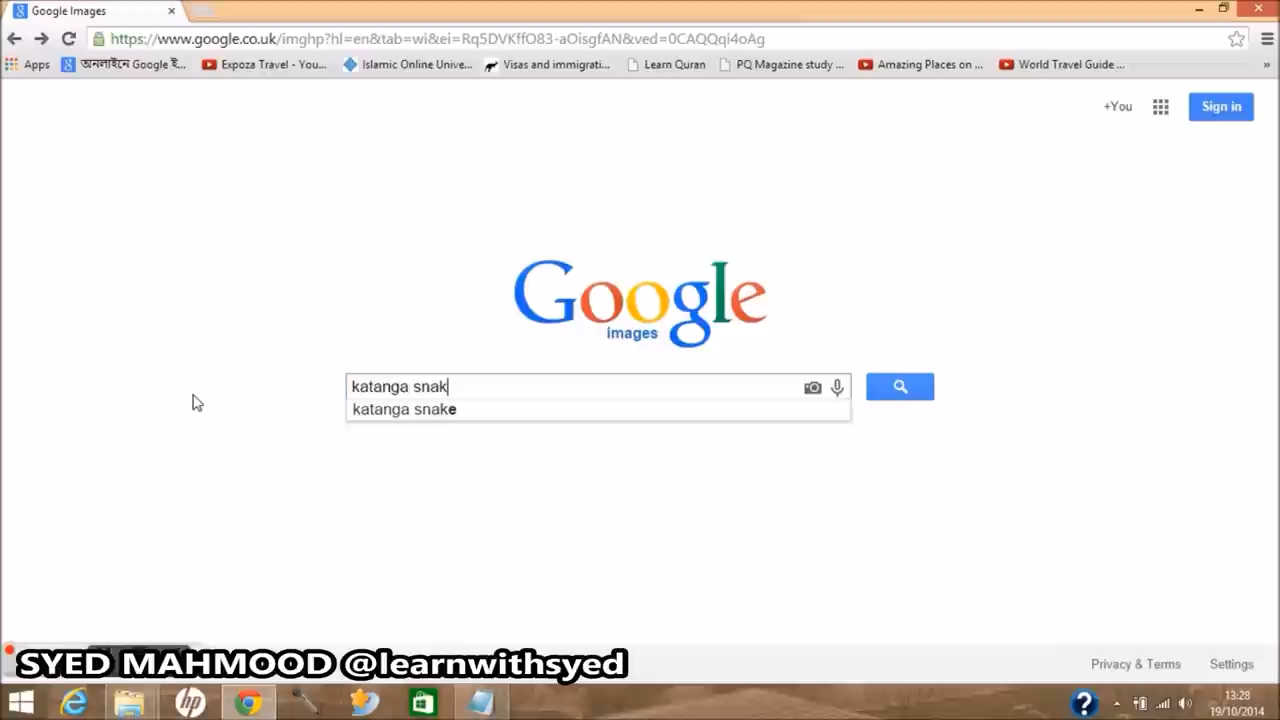 Google Images
https://www.google.co.uk/imghp?hl=en&tab=wi&ei=Rq5DVKffO83-aOisgfAN&ved=0CAQQqi4oAg
Apps অনলাইনে Google ই... Expoza Travel - You... Islamic Online Unive... Visas and immigrati... Learn Quran PQ Magazine study ... Amazing Places on ... World Travel Guide ... »
+You Sign in
Google
images
katanga snak
katanga snake
SYED MAHMOOD @learnwithsyed
Privacy & Terms Settings
hp
?
13:28
19/10/2014